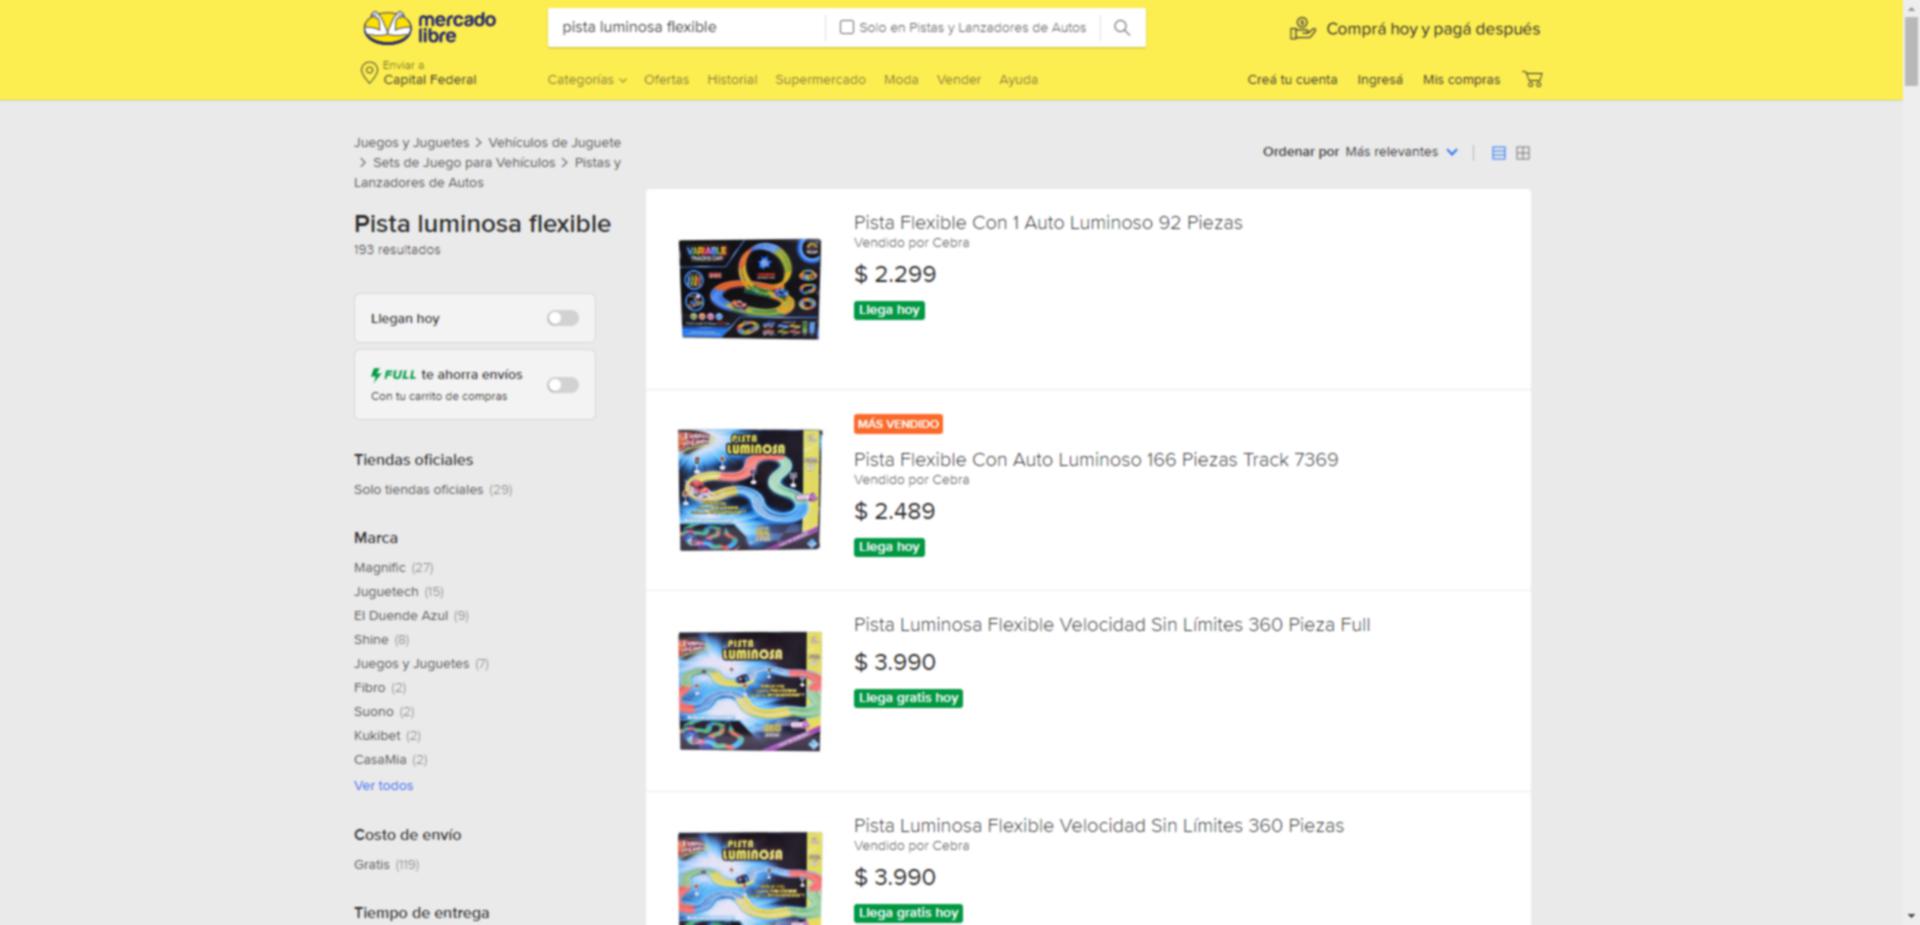 mercado
libre
pista luminosa flexible
Solo en Pistas y Lanzadores de Autos
Comprá hoy y pagá después
Enviar a
Capital Federal
Categorías
Ofertas
Historial
Supermercado
Moda
Vender
Ayuda
Creá tu cuenta
Ingresá
Mis compras
Juegos y Juguetes > Vehículos de Juguete
> Sets de Juego para Vehículos > Pistas y
Lanzadores de Autos
Ordenar por Más relevantes
Pista luminosa flexible
193 resultados
Llegan hoy
FULL te ahorra envíos
Con tu carrito de compras
Tiendas oficiales
Solo tiendas oficiales (29)
Marca
Magnific (27)
Juguetech (15)
El Duende Azul (9)
Shine (8)
Juegos y Juguetes (7)
Fibro (2)
Suono (2)
Kukibet (2)
CasaMia (2)
Ver todos
Costo de envío
Gratis (119)
Tiempo de entrega
VARIABLE
Pista Flexible Con 1 Auto Luminoso 92 Piezas
Vendido por Cebra
$ 2.299
Llega hoy
PISTA
LUMINOSA
MÁS VENDIDO
Pista Flexible Con Auto Luminoso 166 Piezas Track 7369
Vendido por Cebra
$ 2.489
Llega hoy
PISTA
LUMINOSA
Pista Luminosa Flexible Velocidad Sin Límites 360 Pieza Full
$ 3.990
Llega gratis hoy
PISTA
LUMINOSA
Pista Luminosa Flexible Velocidad Sin Límites 360 Piezas
Vendido por Cebra
$ 3.990
Llega gratis hoy